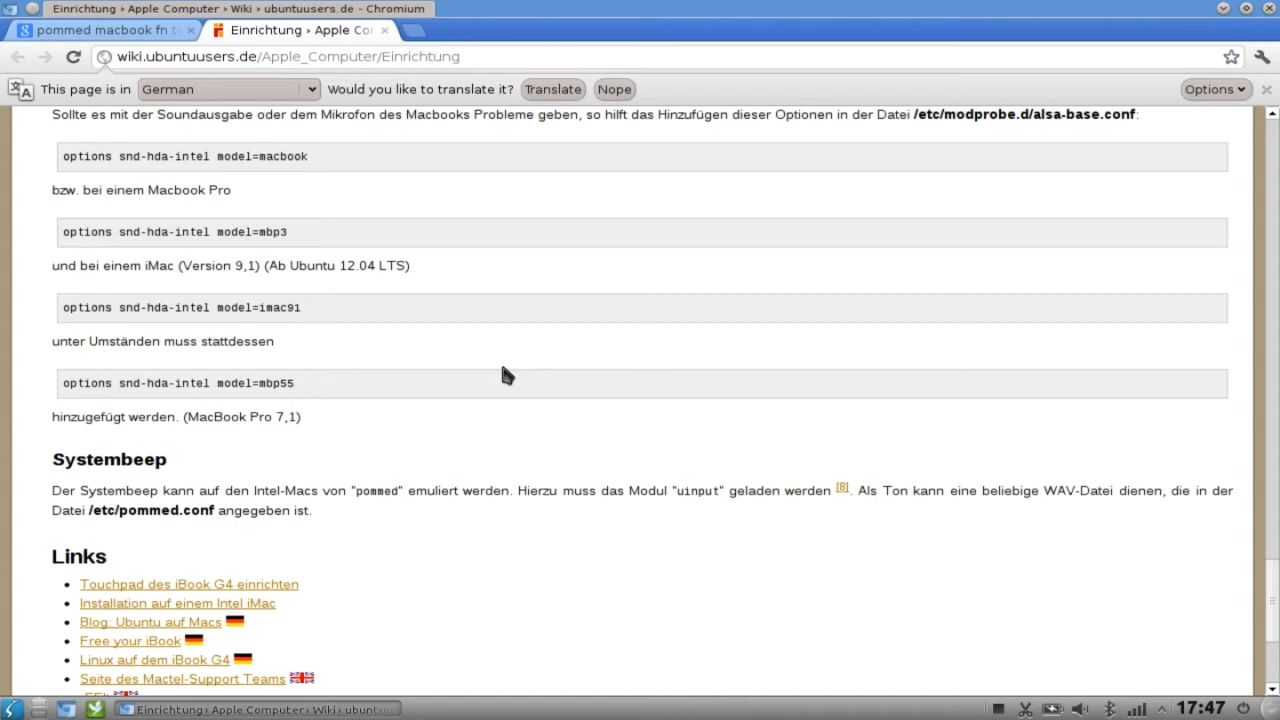 Einrichtung › Apple Computer › Wiki › ubuntuusers.de - Chromium
pommed macbook fn t
Einrichtung › Apple Co
wiki.ubuntuusers.de/Apple_Computer/Einrichtung
This page is in German Would you like to translate it? Translate Nope Options
Sollte es mit der Soundausgabe oder dem Mikrofon des Macbooks Probleme geben, so hilft das Hinzufügen dieser Optionen in der Datei /etc/modprobe.d/alsa-base.conf:
options snd-hda-intel model=macbook
bzw. bei einem Macbook Pro
options snd-hda-intel model=mbp3
und bei einem iMac (Version 9,1) (Ab Ubuntu 12.04 LTS)
options snd-hda-intel model=imac91
unter Umständen muss stattdessen
options snd-hda-intel model=mbp55
hinzugefügt werden. (MacBook Pro 7,1)
Systembeep
Der Systembeep kann auf den Intel-Macs von "pommed" emuliert werden. Hierzu muss das Modul "uinput" geladen werden [8]. Als Ton kann eine beliebige WAV-Datei dienen, die in der
Datei /etc/pommed.conf angegeben ist.
Links
Touchpad des iBook G4 einrichten
Installation auf einem Intel iMac
Blog: Ubuntu auf Macs
Free your iBook
Linux auf dem iBook G4
Seite des Mactel-Support Teams
Einrichtung › Apple Computer › Wiki › ubuntu
17:47